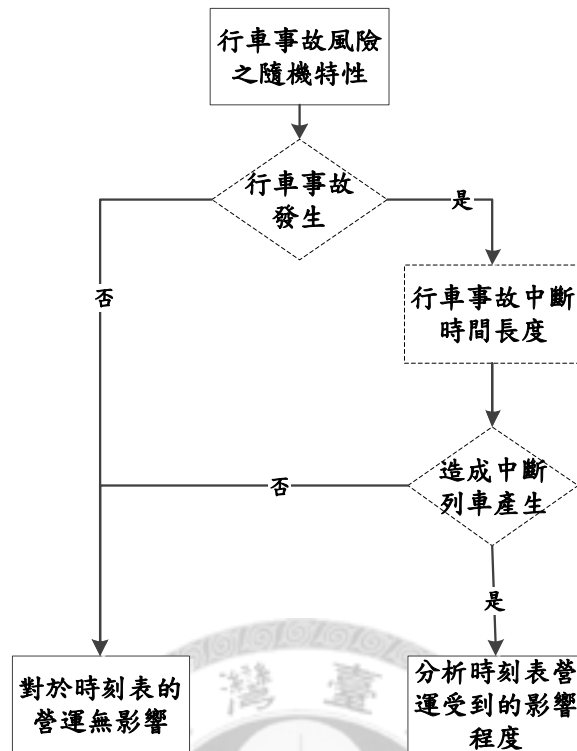 行車事故風險
之隨機特性
行車事故
發生
是
否
行車事故中斷
時間長度
造成中斷
列車產生
否
是
對於時刻表的
營運無影響
分析時刻表營
運受到的影響
程度
灣 臺